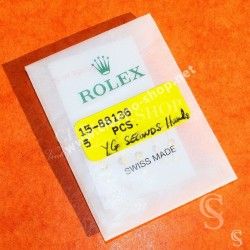 ROLEX
15-68136
5 PCS.
YG SECONDS Hands
SWISS MADE